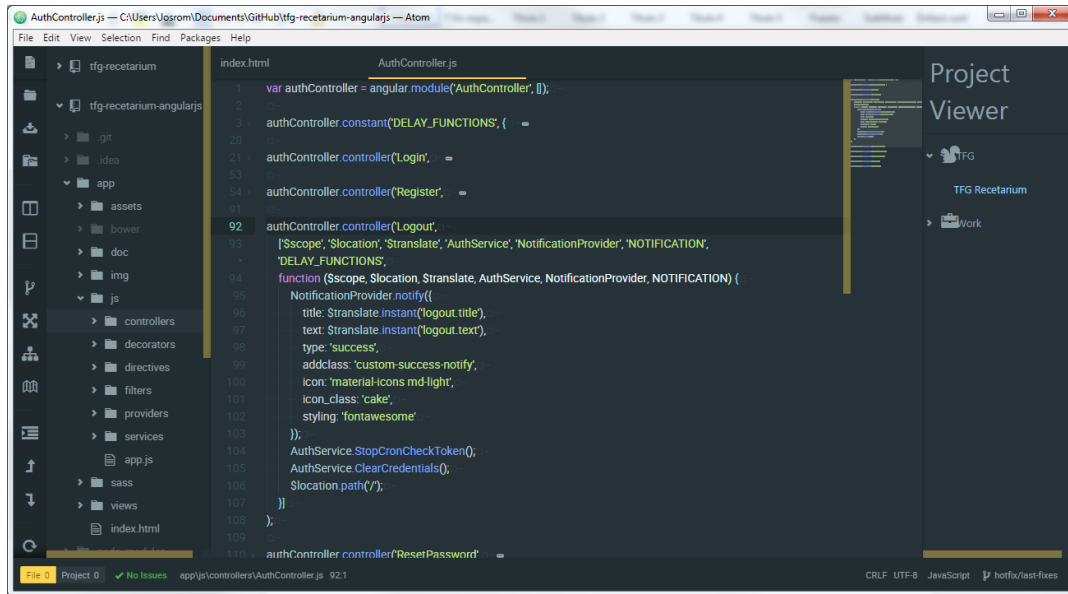 AuthController.js — C:\Users\Josrom\Documents\GitHub\tfg-recetarium-angularjs — Atom
File Edit View Selection Find Packages Help
tfg-recetarium
tfg-recetarium-angularjs
.git
.idea
app
assets
bower
doc
img
js
controllers
decorators
directives
filters
providers
services
app.js
sass
views
index.html
index.html AuthController.js
1 var authController = angular.module('AuthController', []);
2
3 authController.constant('DELAY_FUNCTIONS', {
20
21 authController.controller('Login',
53
54 authController.controller('Register',
91
92 authController.controller('Logout',
93 ['$scope', '$location', '$translate', 'AuthService', 'NotificationProvider', 'NOTIFICATION',
'DELAY_FUNCTIONS',
94 function ($scope, $location, $translate, AuthService, NotificationProvider, NOTIFICATION) {
95 NotificationProvider.notify({
96 title: $translate.instant('logout.title'),
97 text: $translate.instant('logout.text'),
98 type: 'success',
99 addclass: 'custom-success-notify',
100 icon: 'material-icons md-light',
101 icon_class: 'cake',
102 styling: 'fontawesome'
103 });
104 AuthService.StopCronCheckToken();
105 AuthService.ClearCredentials();
106 $location.path('/');
107 }]
108 );
109
110 authController.controller('ResetPassword'
Project
Viewer
TFG
TFG Recetarium
Work
File 0 Project 0 No Issues app\js\controllers\AuthController.js 92:1 CRLF UTF-8 JavaScript hotfix/last-fixes